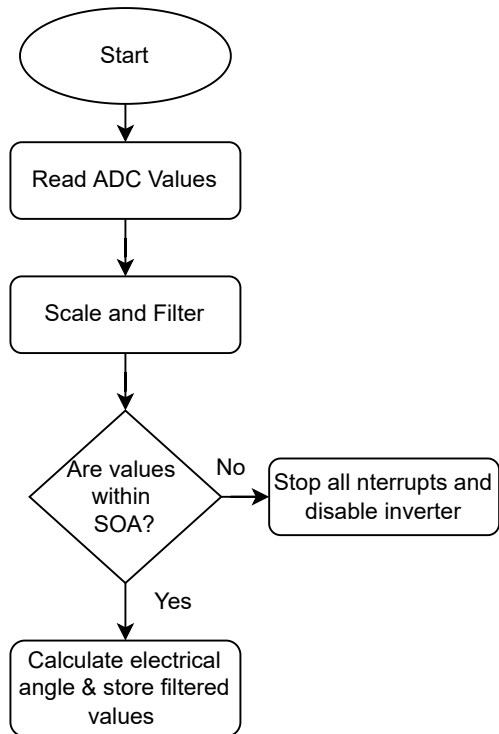 Start
Read ADC Values
Scale and Filter
Are values
within
SOA?
No
Stop all nterrupts and
disable inverter
Yes
Calculate electrical
angle & store filtered
values